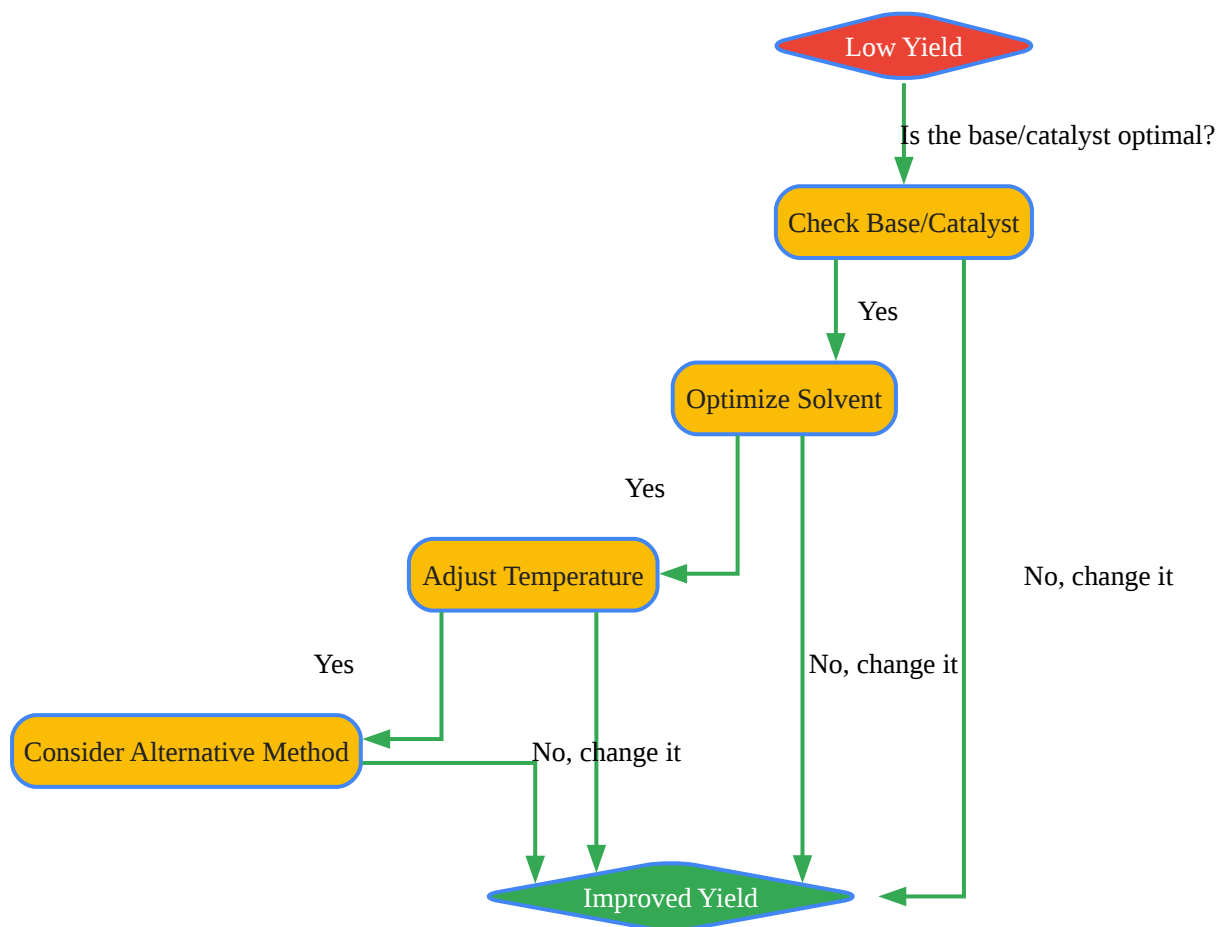 Low Yield
Is the base/catalyst optimal?
Check Base/Catalyst
Yes
Optimize Solvent
Yes
Adjust Temperature
No, change it
Yes
No, change it
Consider Alternative Method
No, change it
Improved Yield